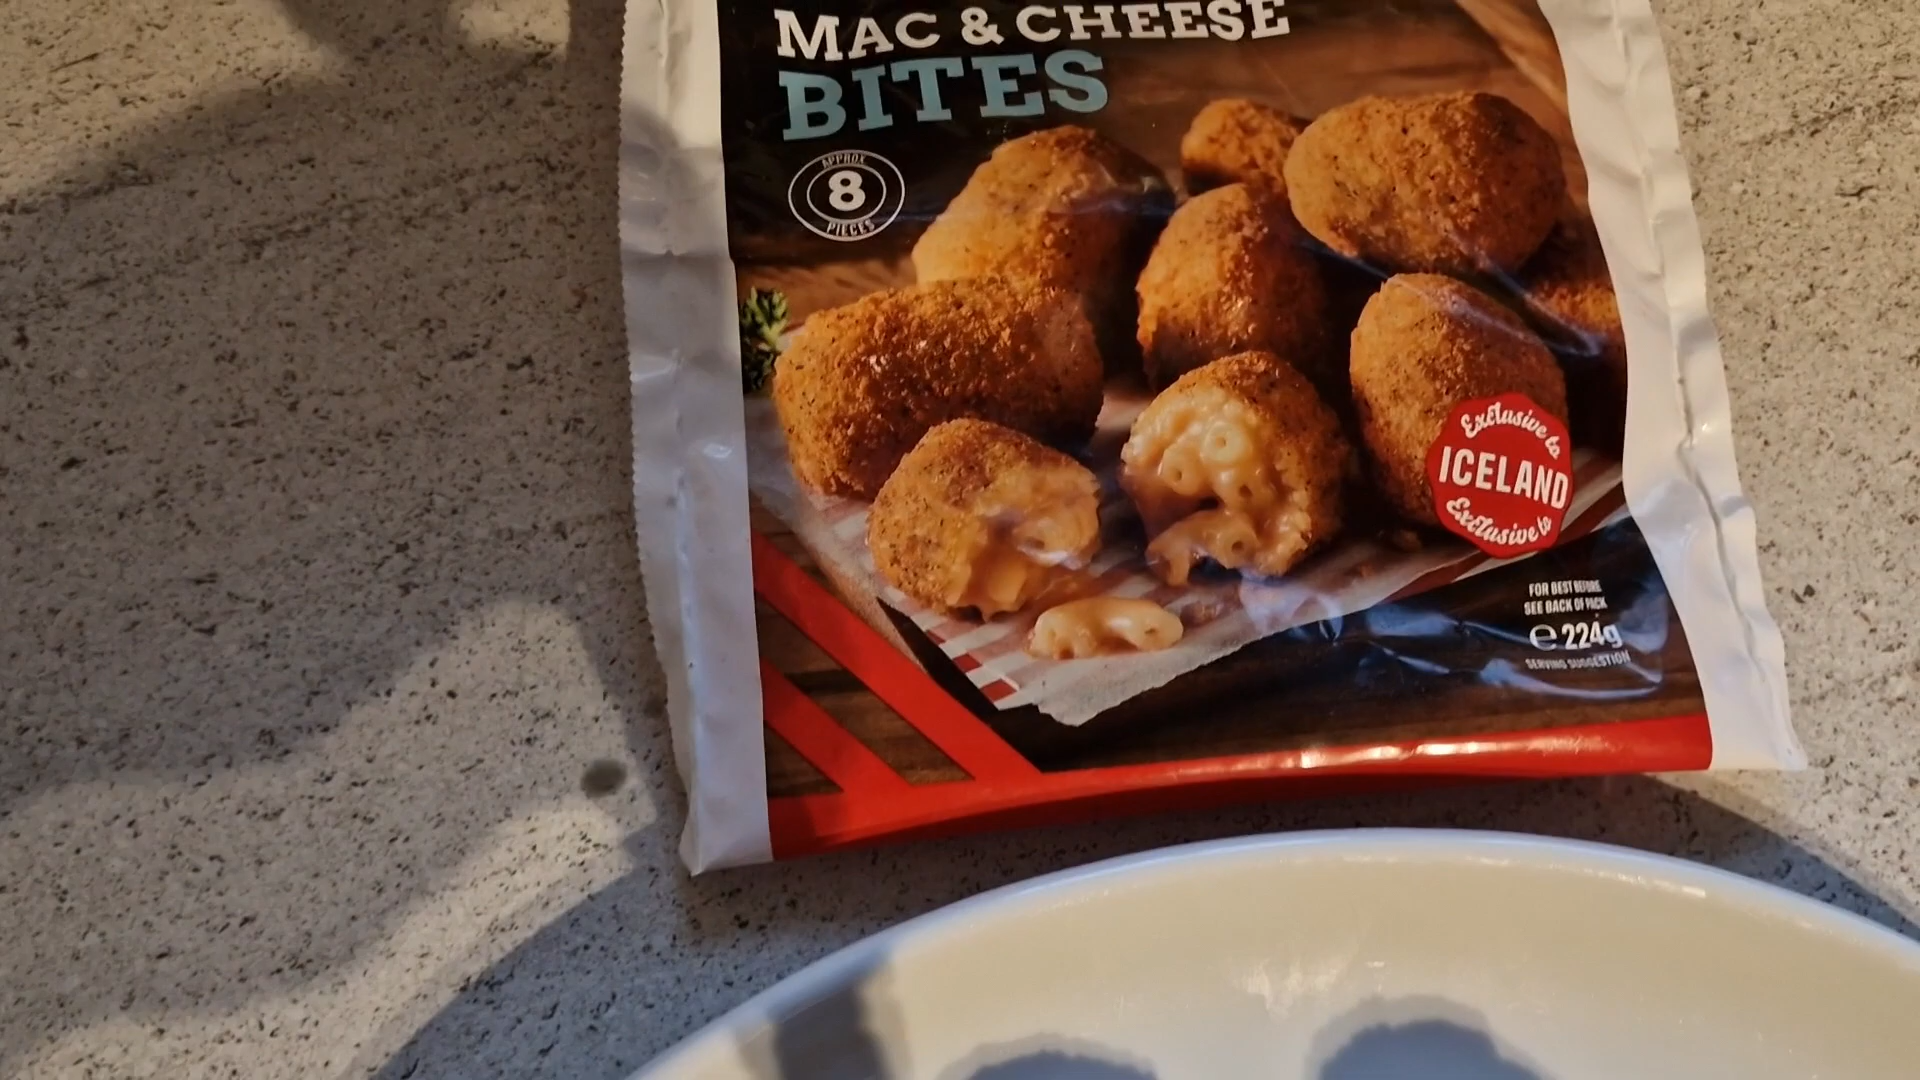 MAC & CHEESE
BITES
APPROX
8
PIECES
Exclusive to
ICELAND
Exclusive to
FOR BEST BEFORE
SEE BACK OF PACK
e 224g
SERVING SUGGESTION